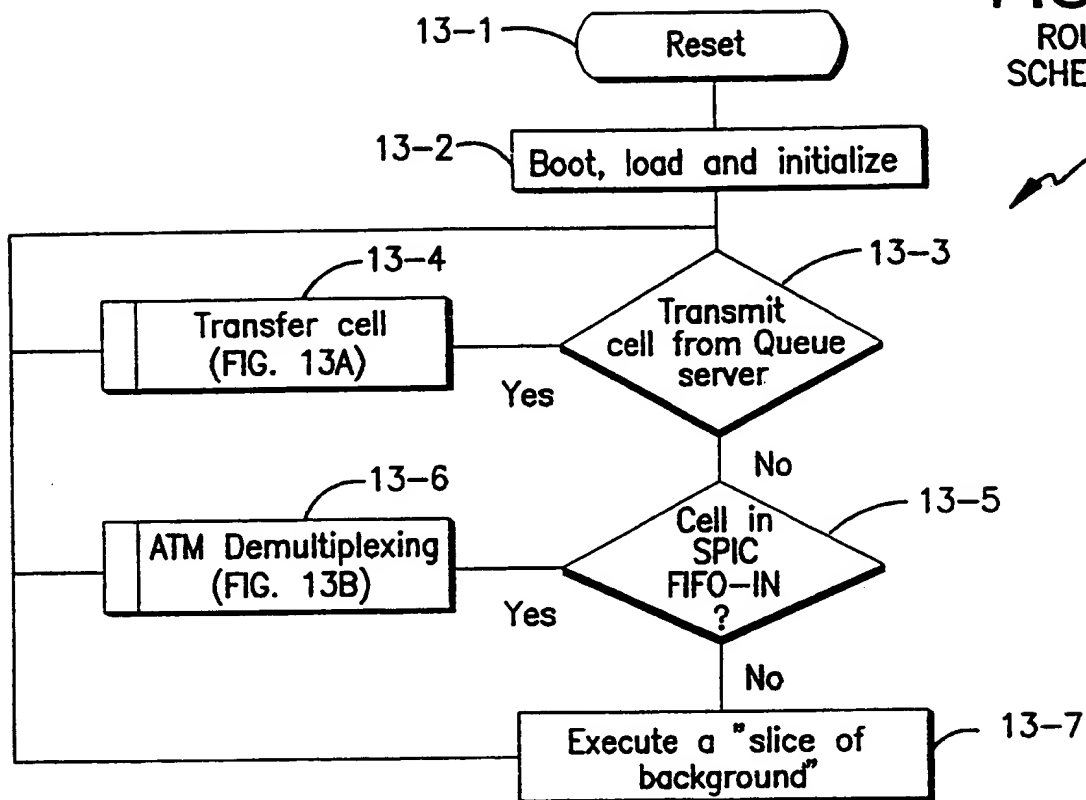 FIG
ROU
SCHE
13-1
Reset
13-2
Boot, load and initialize
13-4
Transfer cell
(FIG. 13A)
13-3
Transmit
cell from Queue
server
Yes
No
13-6
ATM Demultiplexing
(FIG. 13B)
13-5
Cell in
SPIC
FIFO-IN
?
Yes
No
Execute a "slice of
background"
13-7